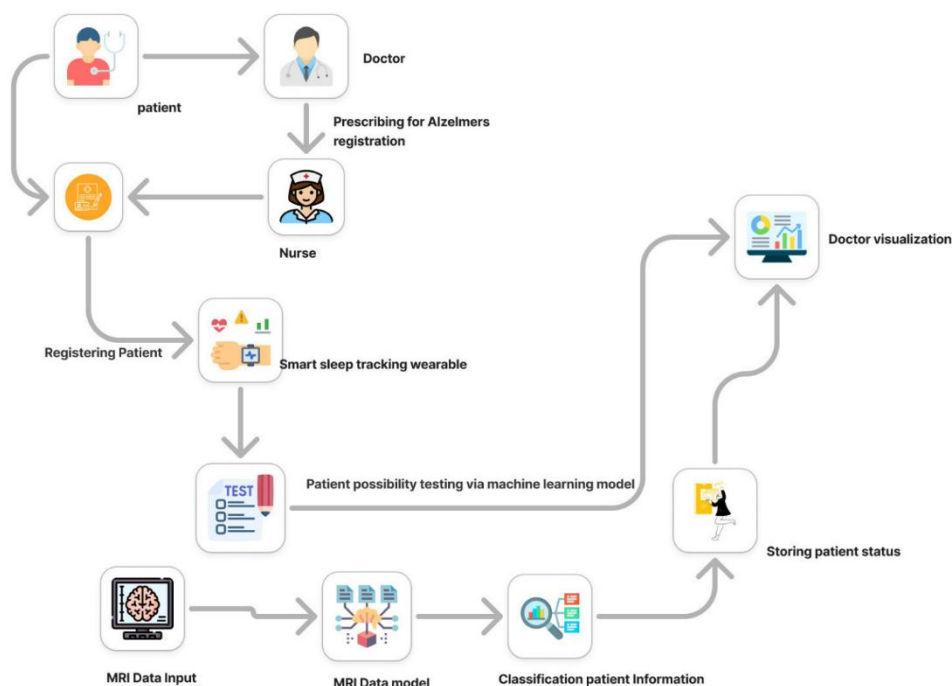 Doctor
patient
Prescribing for Alzelmers
registration
Nurse
Doctor visualization
Registering Patient
Smart sleep tracking wearable
TEST
Patient possibility testing via machine learning model
Storing patient status
MRI Data Input
MRI Data model
Classification patient Information